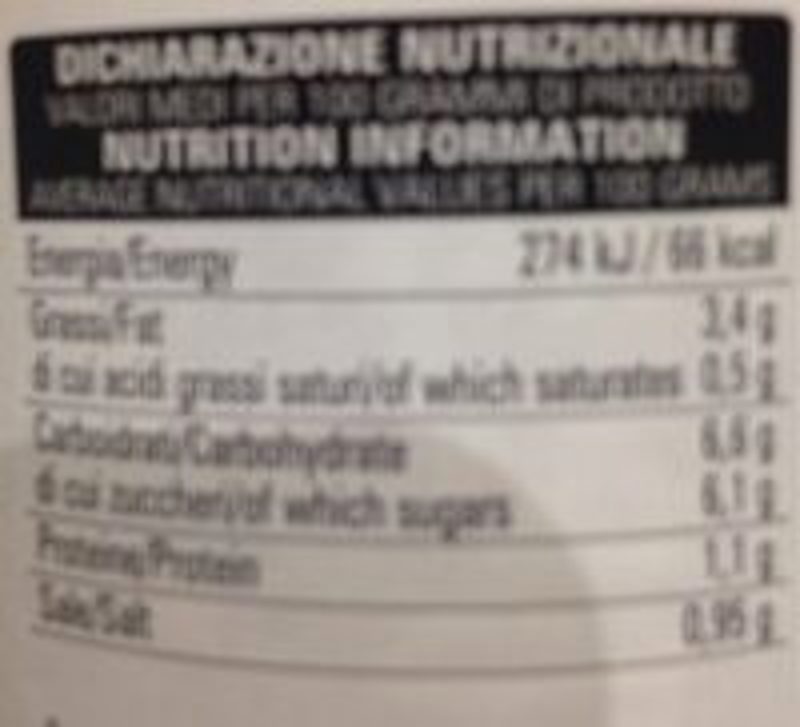 DICHIARAZIONE NUTRIZIONALE
VALORI MEDI PER 100 GRAMMI DI PRODOTTO
NUTRITION INFORMATION
AVERAGE NUTRITIONAL VALUES PER 100 GRAMS
Energia/Energy 274 kJ / 66 kcal
Grassi/Fat 3,4 g
di cui acidi grassi saturi/of which saturates 0,5 g
Carboidrati/Carbohydrate g
di cui zuccheri/of which sugars 6,1 g
Proteine/Protein 1,1 g
Sale/Salt 0,95 g